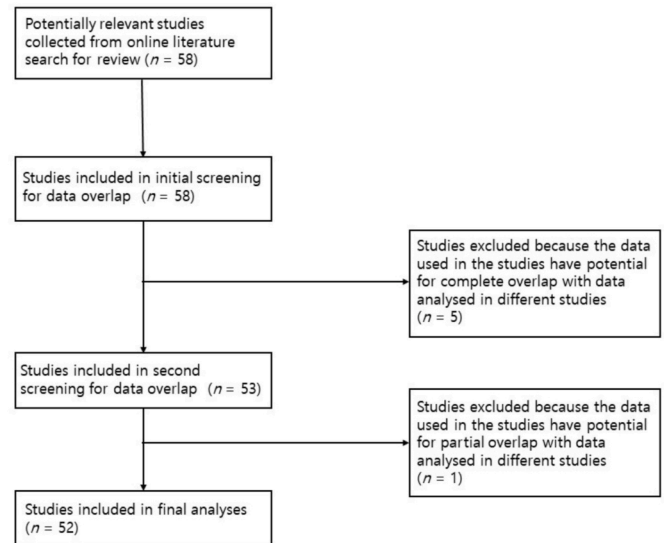 Potentially relevant studies
collected from online literature
search for review (n = 58)
Studies included in initial screening
for data overlap (n = 58)
Studies excluded because the data
used in the studies have potential
for complete overlap with data
analysed in different studies
(n = 5)
Studies included in second
screening for data overlap (n = 53)
Studies excluded because the data
used in the studies have potential
for partial overlap with data
analysed in different studies
(n = 1)
Studies included in final analyses
(n = 52)